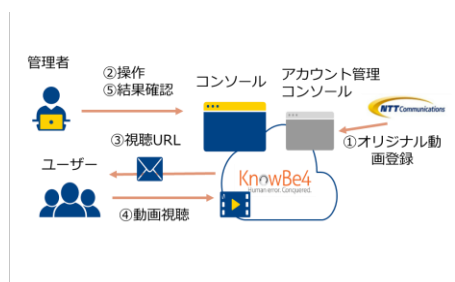 管理者
②操作
⑤結果確認
コンソール
アカウント管理
コンソール
NTT Communications
①オリジナル動
画登録
③視聴URL
ユーザー
KnowBe4
Human error. Conquered.
④動画視聴